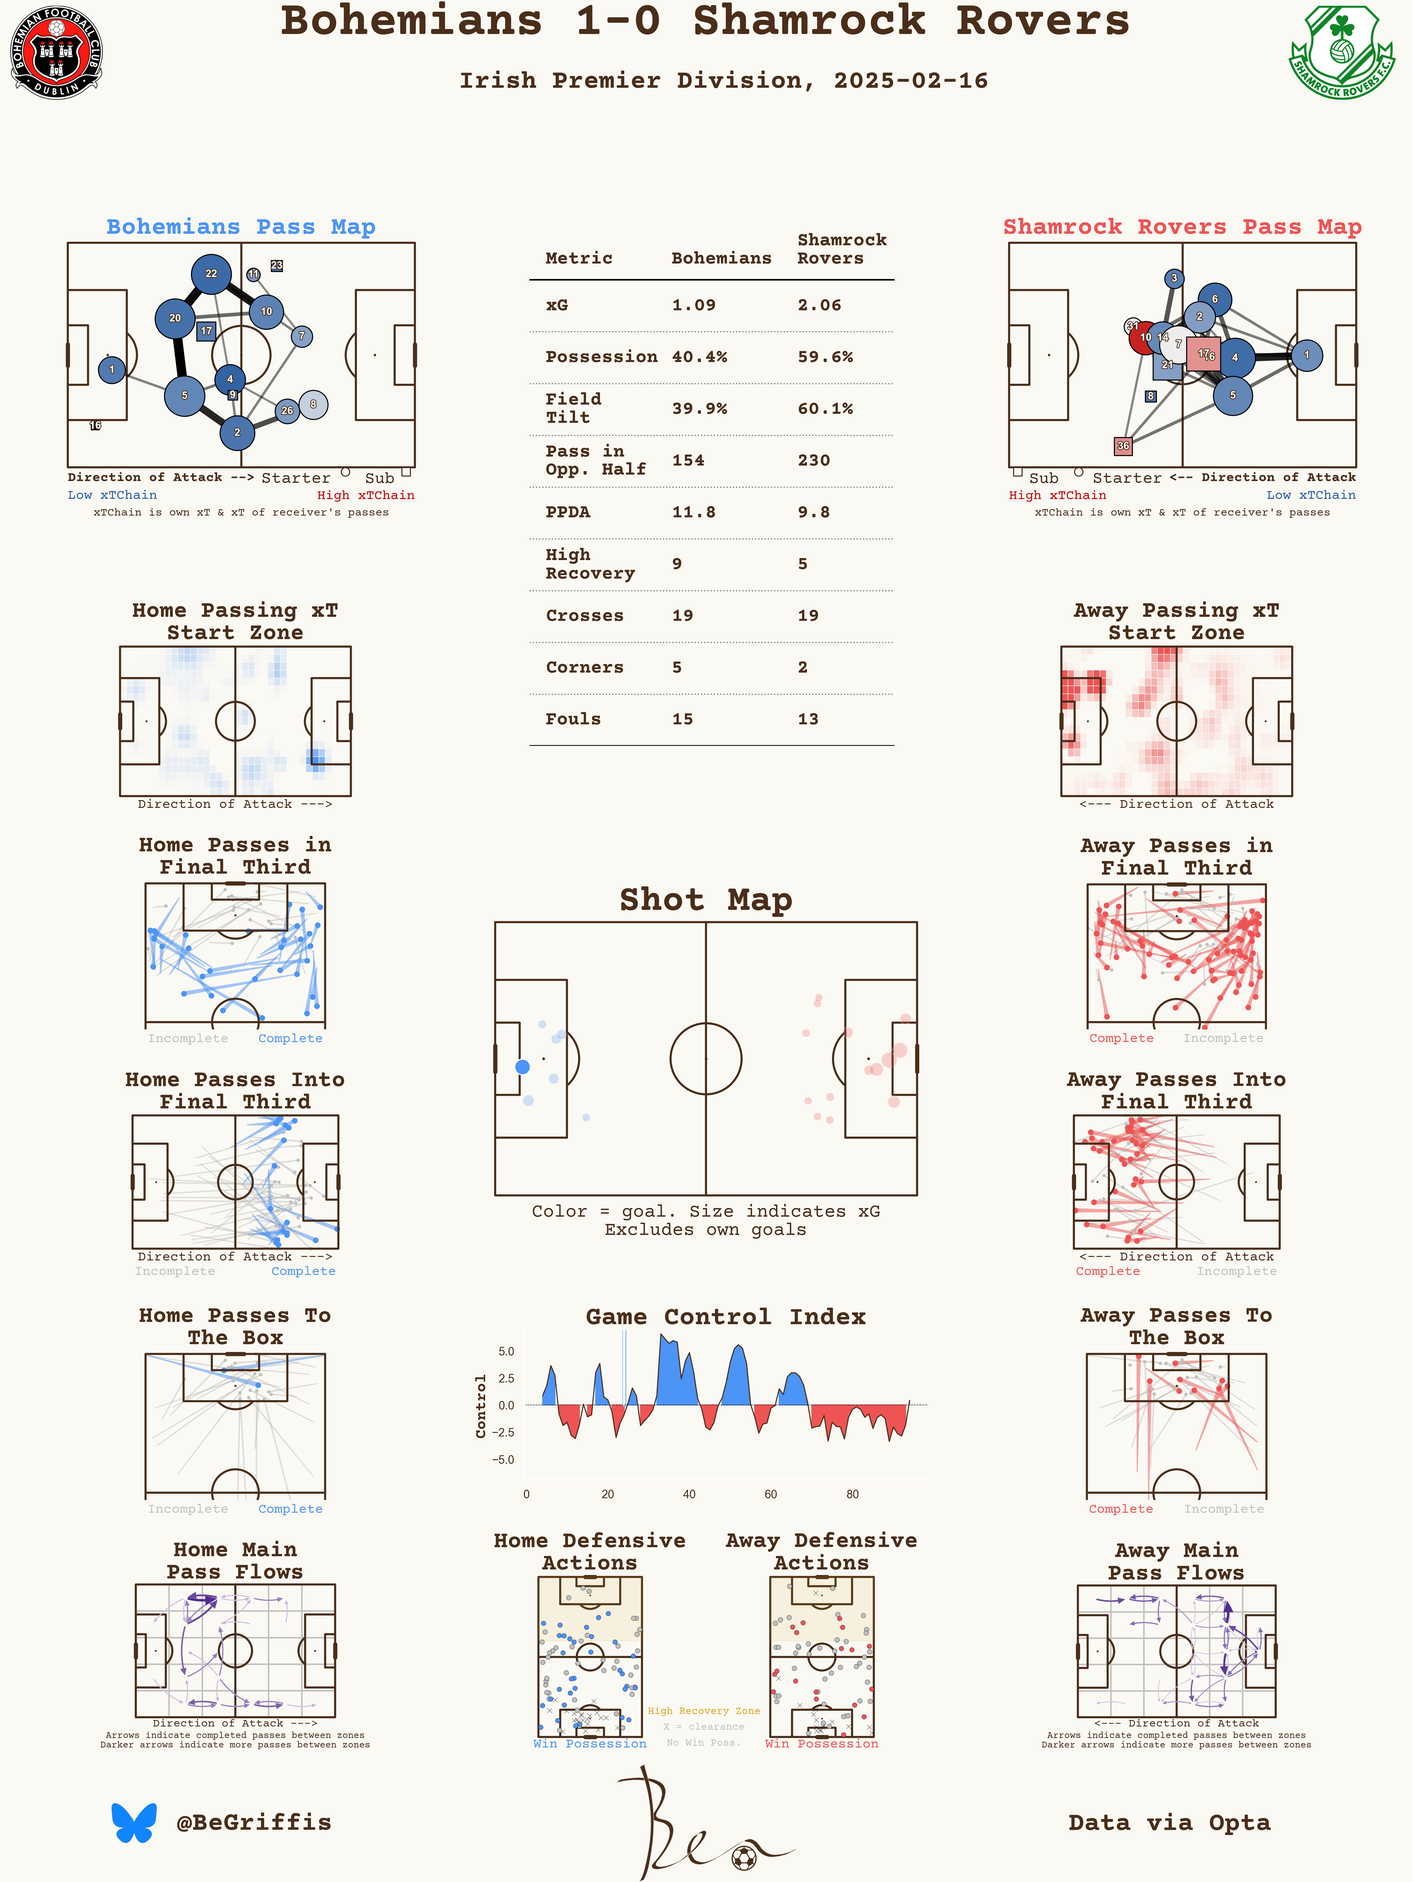 Bohemians 1-0 Shamrock Rovers
Irish Premier Division, 2025-02-16
BOHEMIAN FOOTBALL CLUB
DUBLIN
SHAMROCK ROVERS F.C.
Bohemians Pass Map
22
11
23
20
10
17
7
1
4
9
5
8
26
2
16
Direction of Attack --> Starter Sub
Low xTChain High xTChain
xTChain is own xT & xT of receiver's passes
Metric Bohemians Shamrock Rovers
xG 1.09 2.06
Possession 40.4% 59.6%
Field Tilt 39.9% 60.1%
Pass in Opp. Half 154 230
PPDA 11.8 9.8
High Recovery 9 5
Crosses 19 19
Corners 5 2
Fouls 15 13
Shamrock Rovers Pass Map
3
6
2
31
10
14
7
17
4
1
21
8
5
36
Sub Starter <-- Direction of Attack
High xTChain Low xTChain
xTChain is own xT & xT of receiver's passes
Home Passing xT
Start Zone
Direction of Attack --->
Away Passing xT
Start Zone
<--- Direction of Attack
Home Passes in
Final Third
Incomplete Complete
Away Passes in
Final Third
Complete Incomplete
Shot Map
Color = goal. Size indicates xG
Excludes own goals
Home Passes Into
Final Third
Direction of Attack --->
Incomplete Complete
Away Passes Into
Final Third
<--- Direction of Attack
Complete Incomplete
Home Passes To
The Box
Incomplete Complete
Game Control Index
Control
5.0
2.5
0.0
−2.5
−5.0
0 20 40 60 80
Away Passes To
The Box
Complete Incomplete
Home Main
Pass Flows
Direction of Attack --->
Arrows indicate completed passes between zones
Darker arrows indicate more passes between zones
Home Defensive
Actions
Win Possession
Away Defensive
Actions
Win Possession
High Recovery Zone
X = clearance
No Win Poss.
Away Main
Pass Flows
<--- Direction of Attack
Arrows indicate completed passes between zones
Darker arrows indicate more passes between zones
@BeGriffis
Ben
Data via Opta